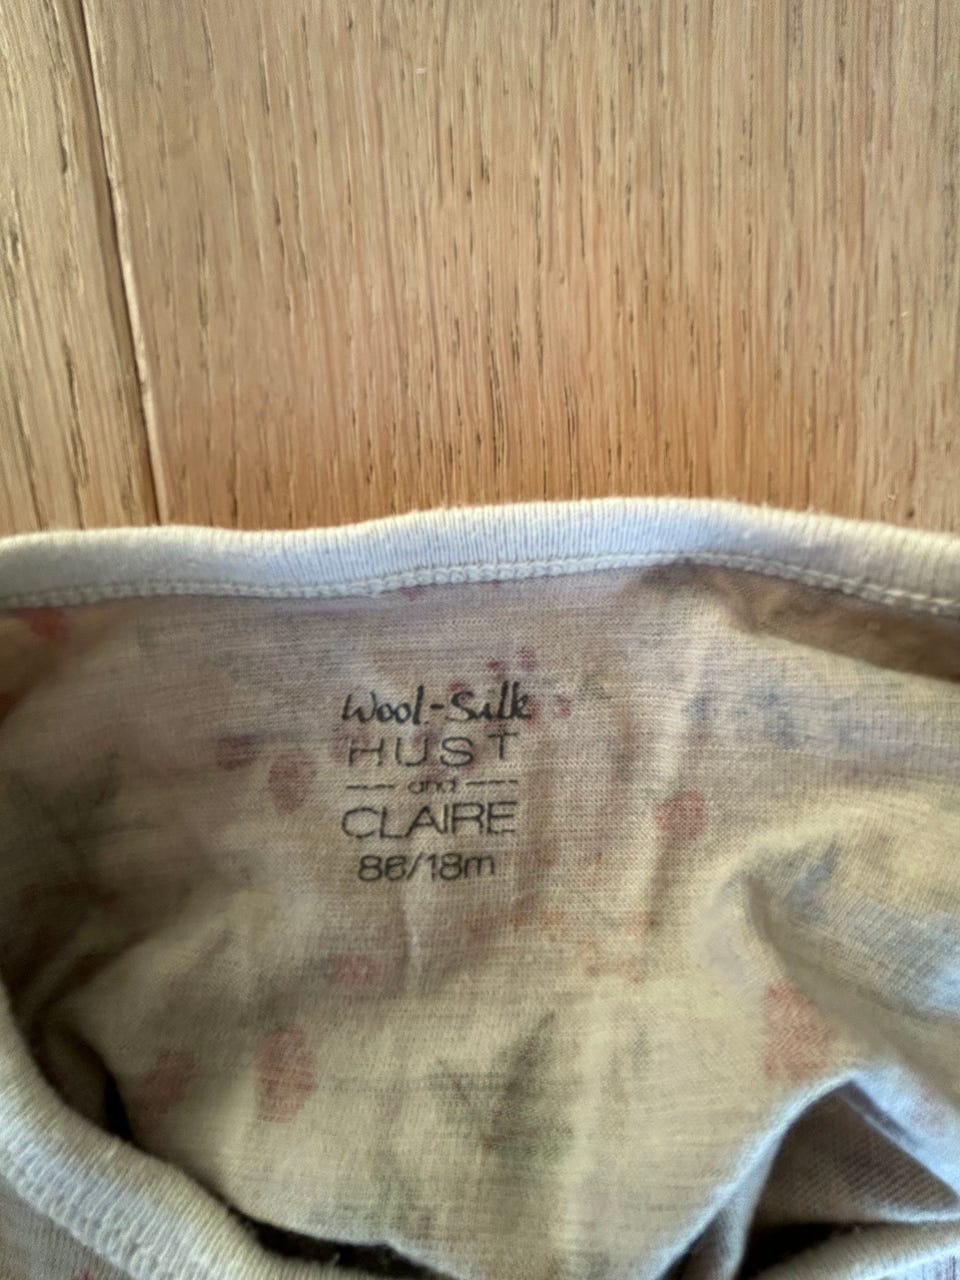 Wool-Silk
HUST
and
CLAIRE
86/18m